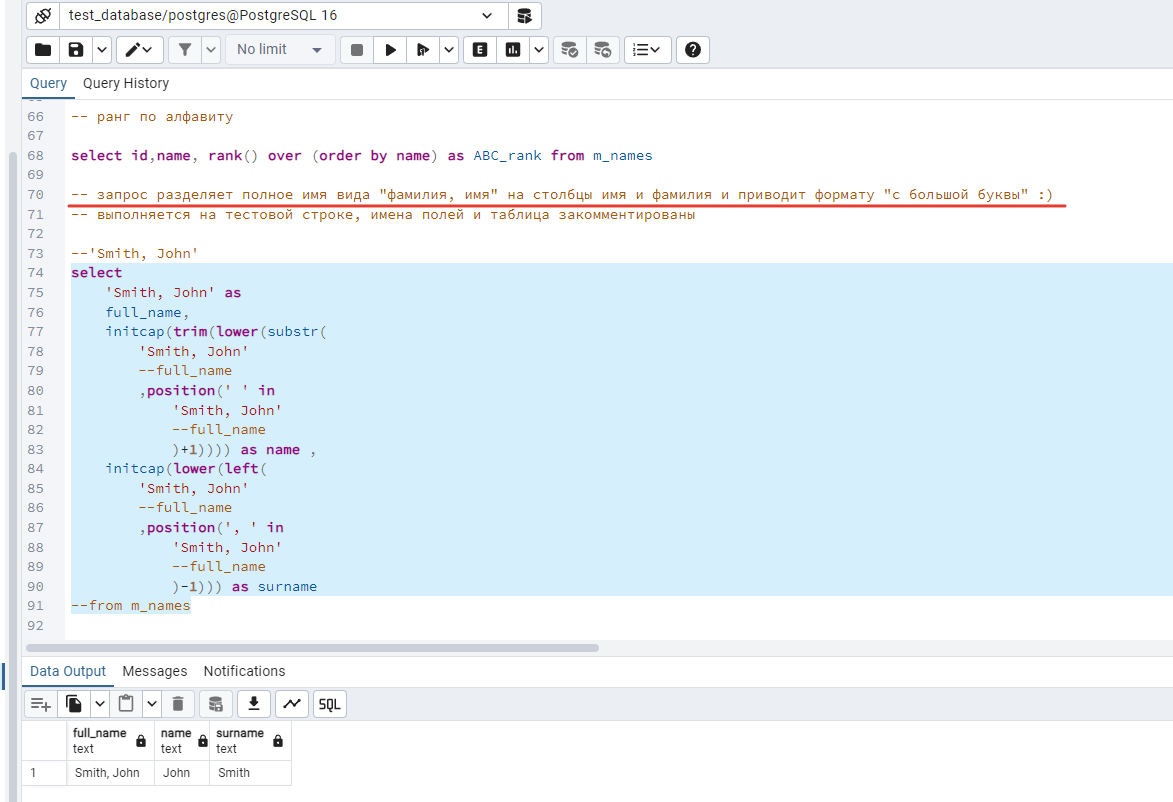 test_database/postgres@PostgreSQL 16
No limit
E
SQL
Query Query History
66 -- ранг по алфавиту
67
68 select id,name, rank() over (order by name) as ABC_rank from m_names
69
70 -- запрос разделяет полное имя вида "фамилия, имя" на столбцы имя и фамилия и приводит формату "с большой буквы" :)
71 -- выполняется на тестовой строке, имена полей и таблица закомментированы
72
73 --'Smith, John'
74 select
75 'Smith, John' as
76 full_name,
77 initcap(trim(lower(substr(
78 'Smith, John'
79 --full_name
80 ,position(' ' in
81 'Smith, John'
82 --full_name
83 )+1)))) as name ,
84 initcap(lower(left(
85 'Smith, John'
86 --full_name
87 ,position(', ' in
88 'Smith, John'
89 --full_name
90 )-1))) as surname
91 --from m_names
92
Data Output Messages Notifications
full_name name surname
text text text
1 Smith, John John Smith